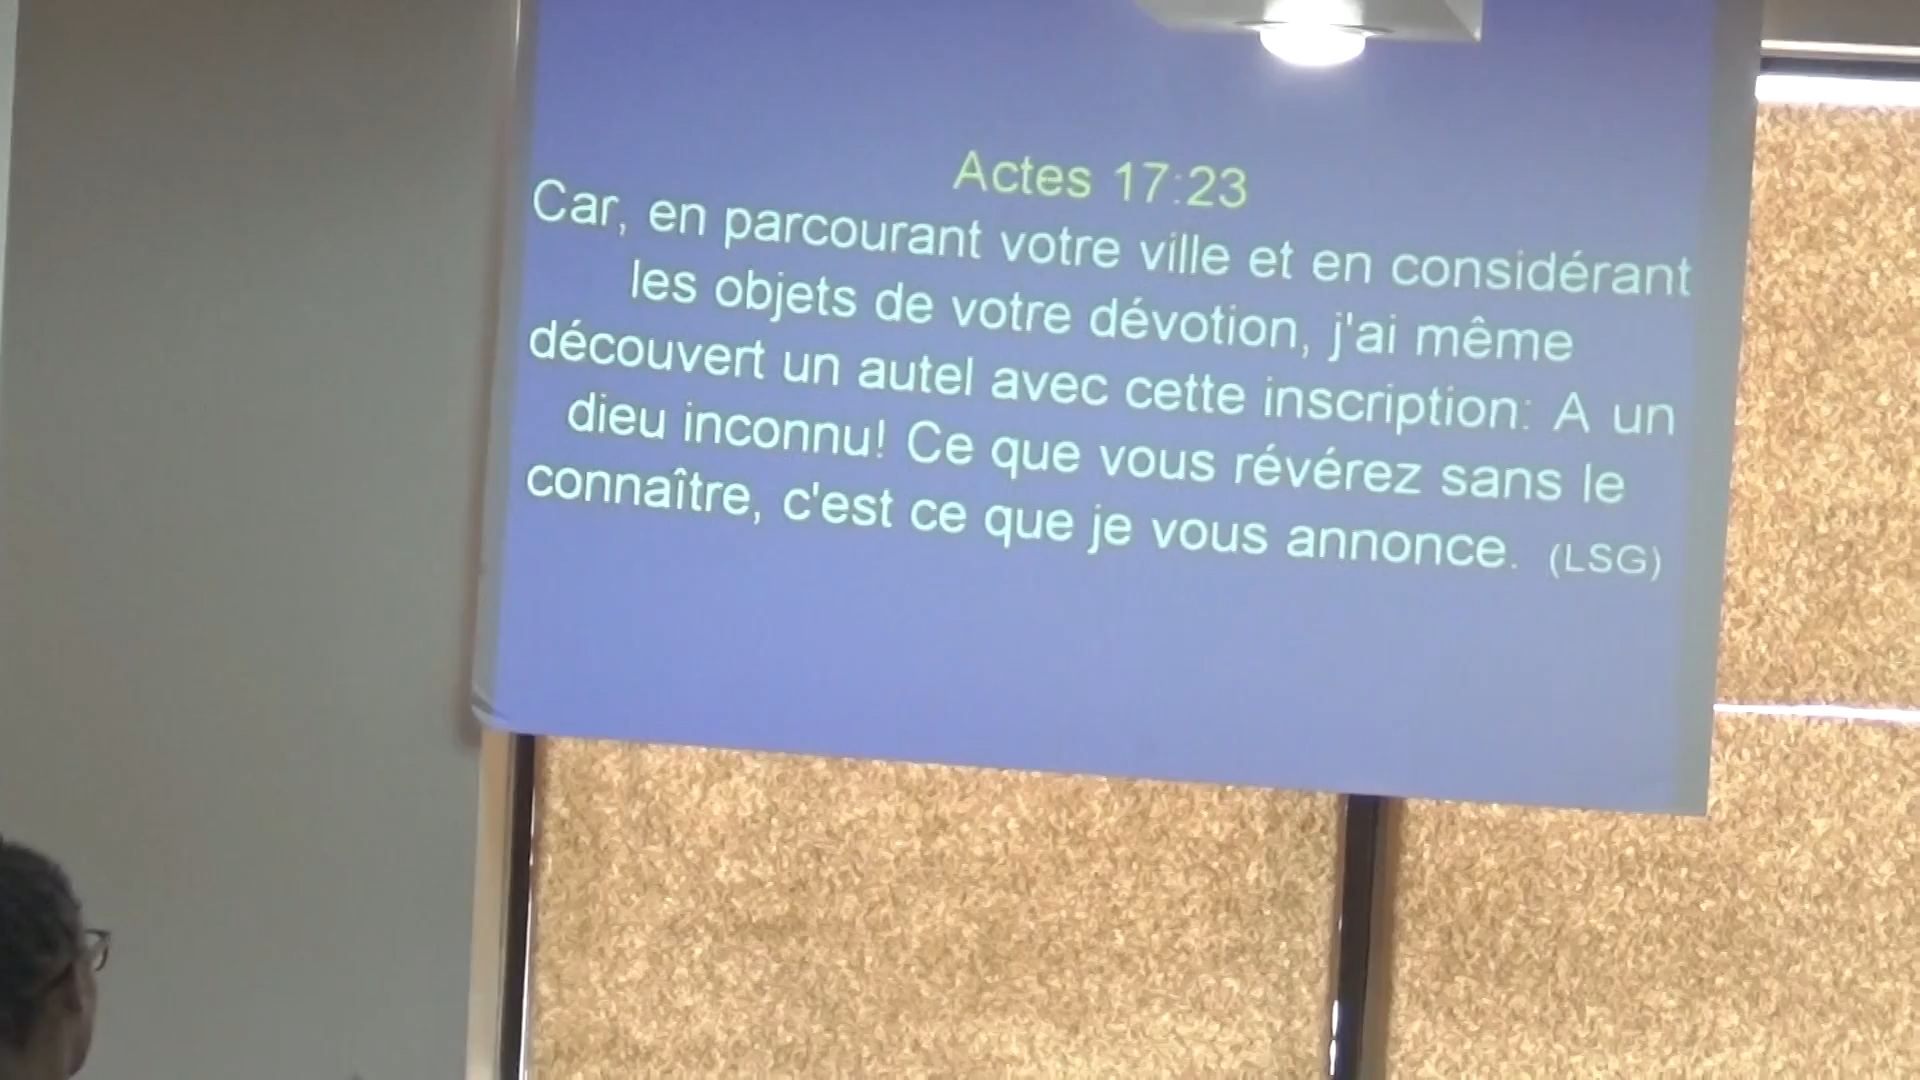 Actes 17:23
Car, en parcourant votre ville et en considérant
les objets de votre dévotion, j'ai même
découvert un autel avec cette inscription: A un
dieu inconnu! Ce que vous révérez sans le
connaître, c'est ce que je vous annonce. (LSG)